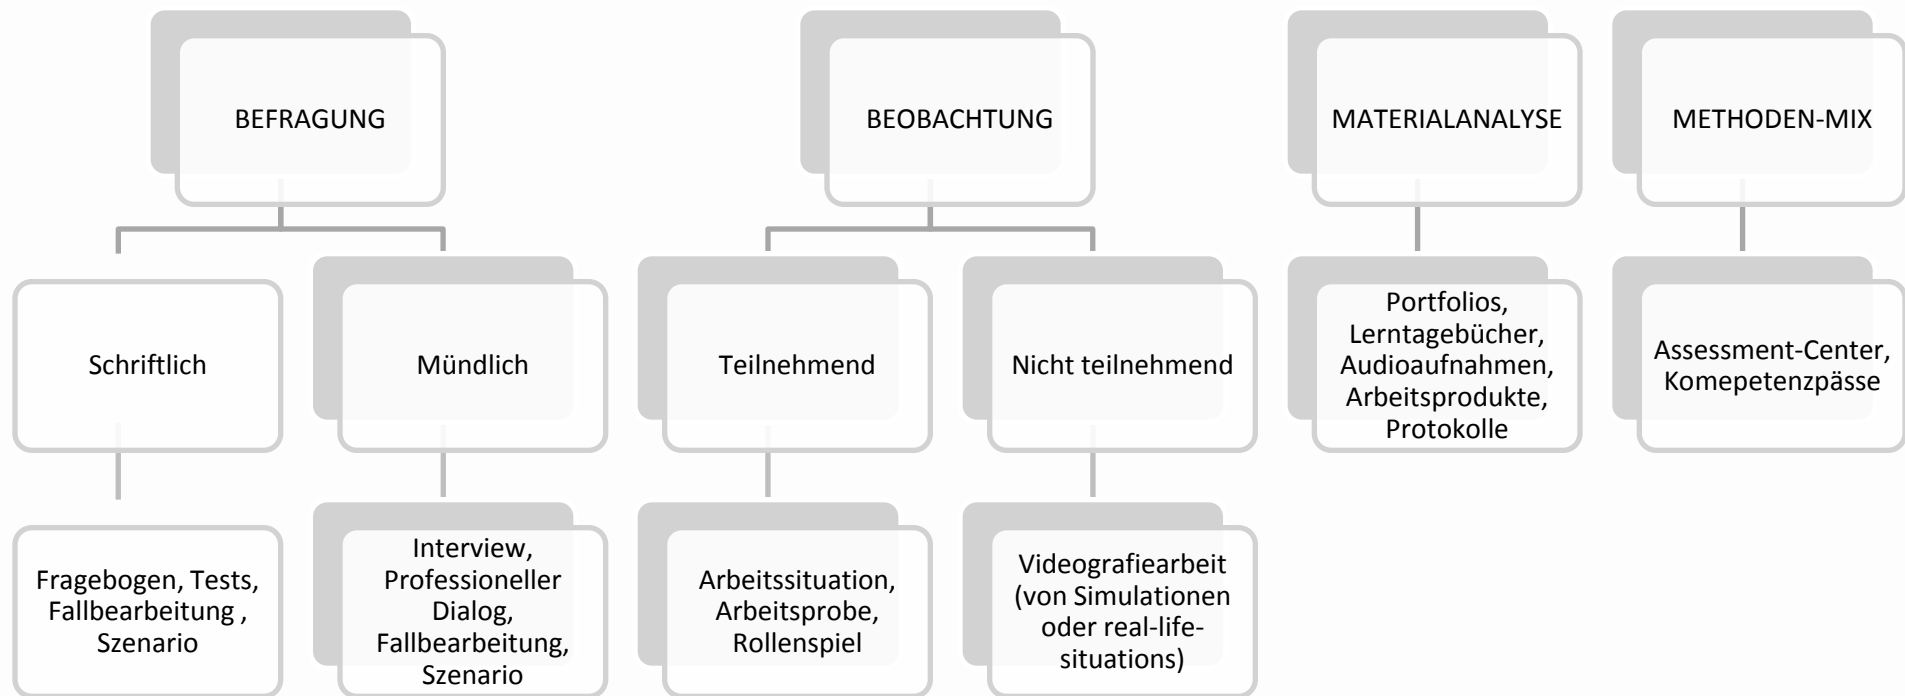 BEFRAGUNG
BEOBACHTUNG
MATERIALANALYSE
METHODEN-MIX
Schriftlich
Mündlich
Teilnehmend
Nicht teilnehmend
Portfolios,
Lerntagebücher,
Audioaufnahmen,
Arbeitsprodukte,
Protokolle
Assessment-Center,
Komepetenzpässe
Fragebogen, Tests,
Fallbearbeitung ,
Szenario
Interview,
Professioneller
Dialog,
Fallbearbeitung,
Szenario
Arbeitssituation,
Arbeitsprobe,
Rollenspiel
Videografiearbeit
(von Simulationen
oder real-life-
situations)